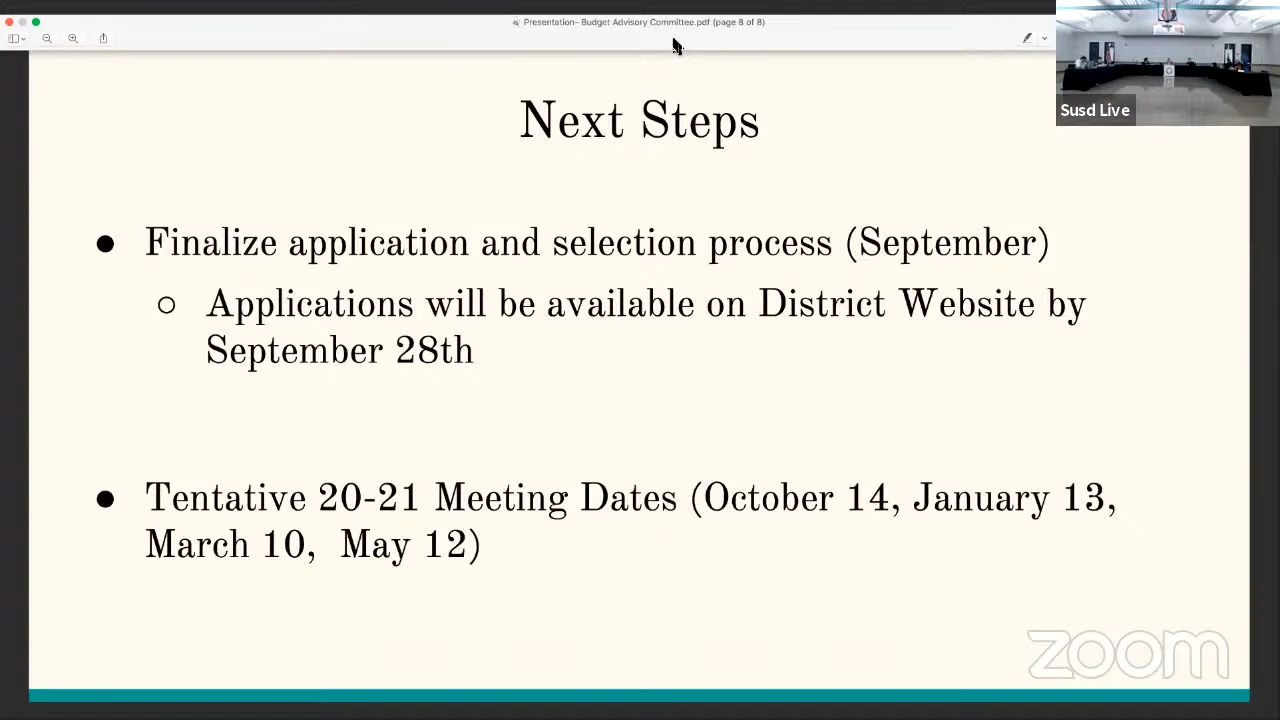 Presentation- Budget Advisory Committee.pdf (page 8 of 8)
Susd Live
Next Steps
● Finalize application and selection process (September)
○ Applications will be available on District Website by
September 28th
● Tentative 20-21 Meeting Dates (October 14, January 13,
March 10, May 12)
zoom